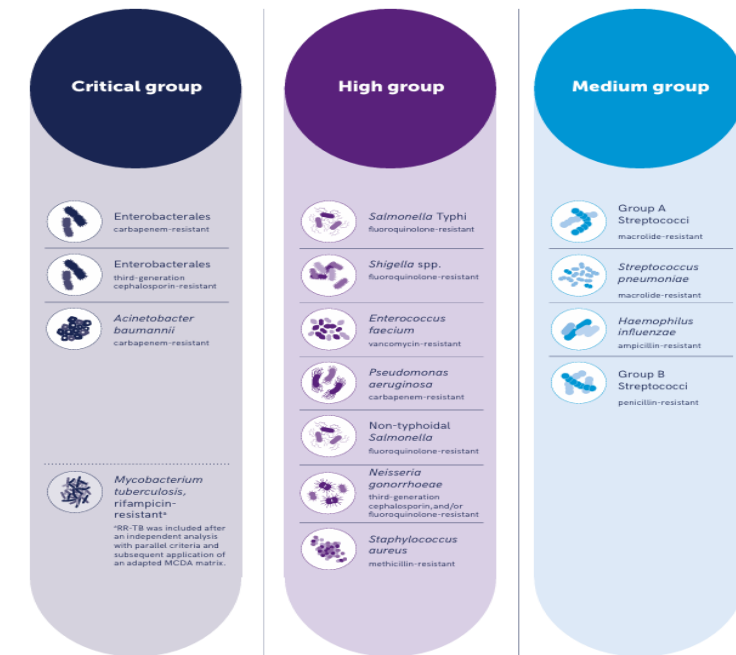 Critical group
Enterobacterales
carbapenem-resistant
Enterobacterales
third-generation
cephalosporin-resistant
Acinetobacter
baumannii
carbapenem-resistant
Mycobacterium
tuberculosis,
rifampicin-
resistantᵃ
ᵃRR-TB was included after
an independent analysis
with parallel criteria and
subsequent application of
an adapted MCDA matrix.
High group
Salmonella Typhi
fluoroquinolone-resistant
Shigella spp.
fluoroquinolone-resistant
Enterococcus
faecium
vancomycin-resistant
Pseudomonas
aeruginosa
carbapenem-resistant
Non-typhoidal
Salmonella
fluoroquinolone-resistant
Neisseria
gonorrhoeae
third-generation
cephalosporin, and/or
fluoroquinolone-resistant
Staphylococcus
aureus
methicillin-resistant
Medium group
Group A
Streptococci
macrolide-resistant
Streptococcus
pneumoniae
macrolide-resistant
Haemophilus
influenzae
ampicillin-resistant
Group B
Streptococci
penicillin-resistant